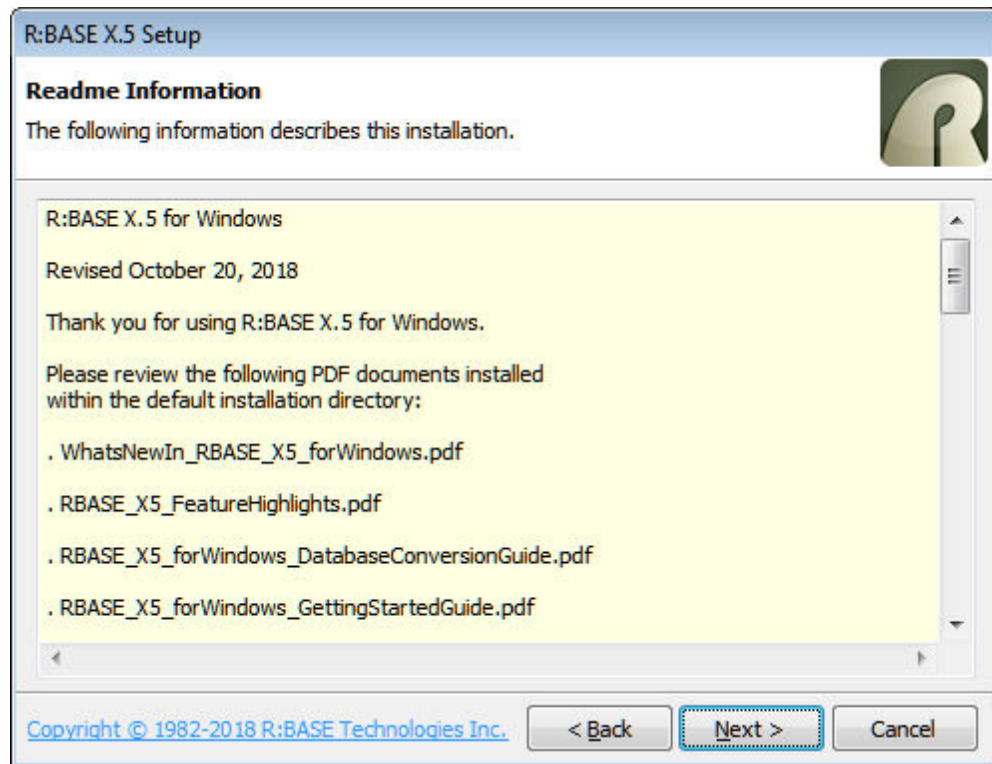 R:BASE X.5 Setup
Readme Information
The following information describes this installation.
R:BASE X.5 for Windows
Revised October 20, 2018
Thank you for using R:BASE X.5 for Windows.
Please review the following PDF documents installed
within the default installation directory:
. WhatsNewIn_RBASE_X5_forWindows.pdf
. RBASE_X5_FeatureHighlights.pdf
. RBASE_X5_forWindows_DatabaseConversionGuide.pdf
. RBASE_X5_forWindows_GettingStartedGuide.pdf
Copyright © 1982-2018 R:BASE Technologies Inc. < Back Next > Cancel